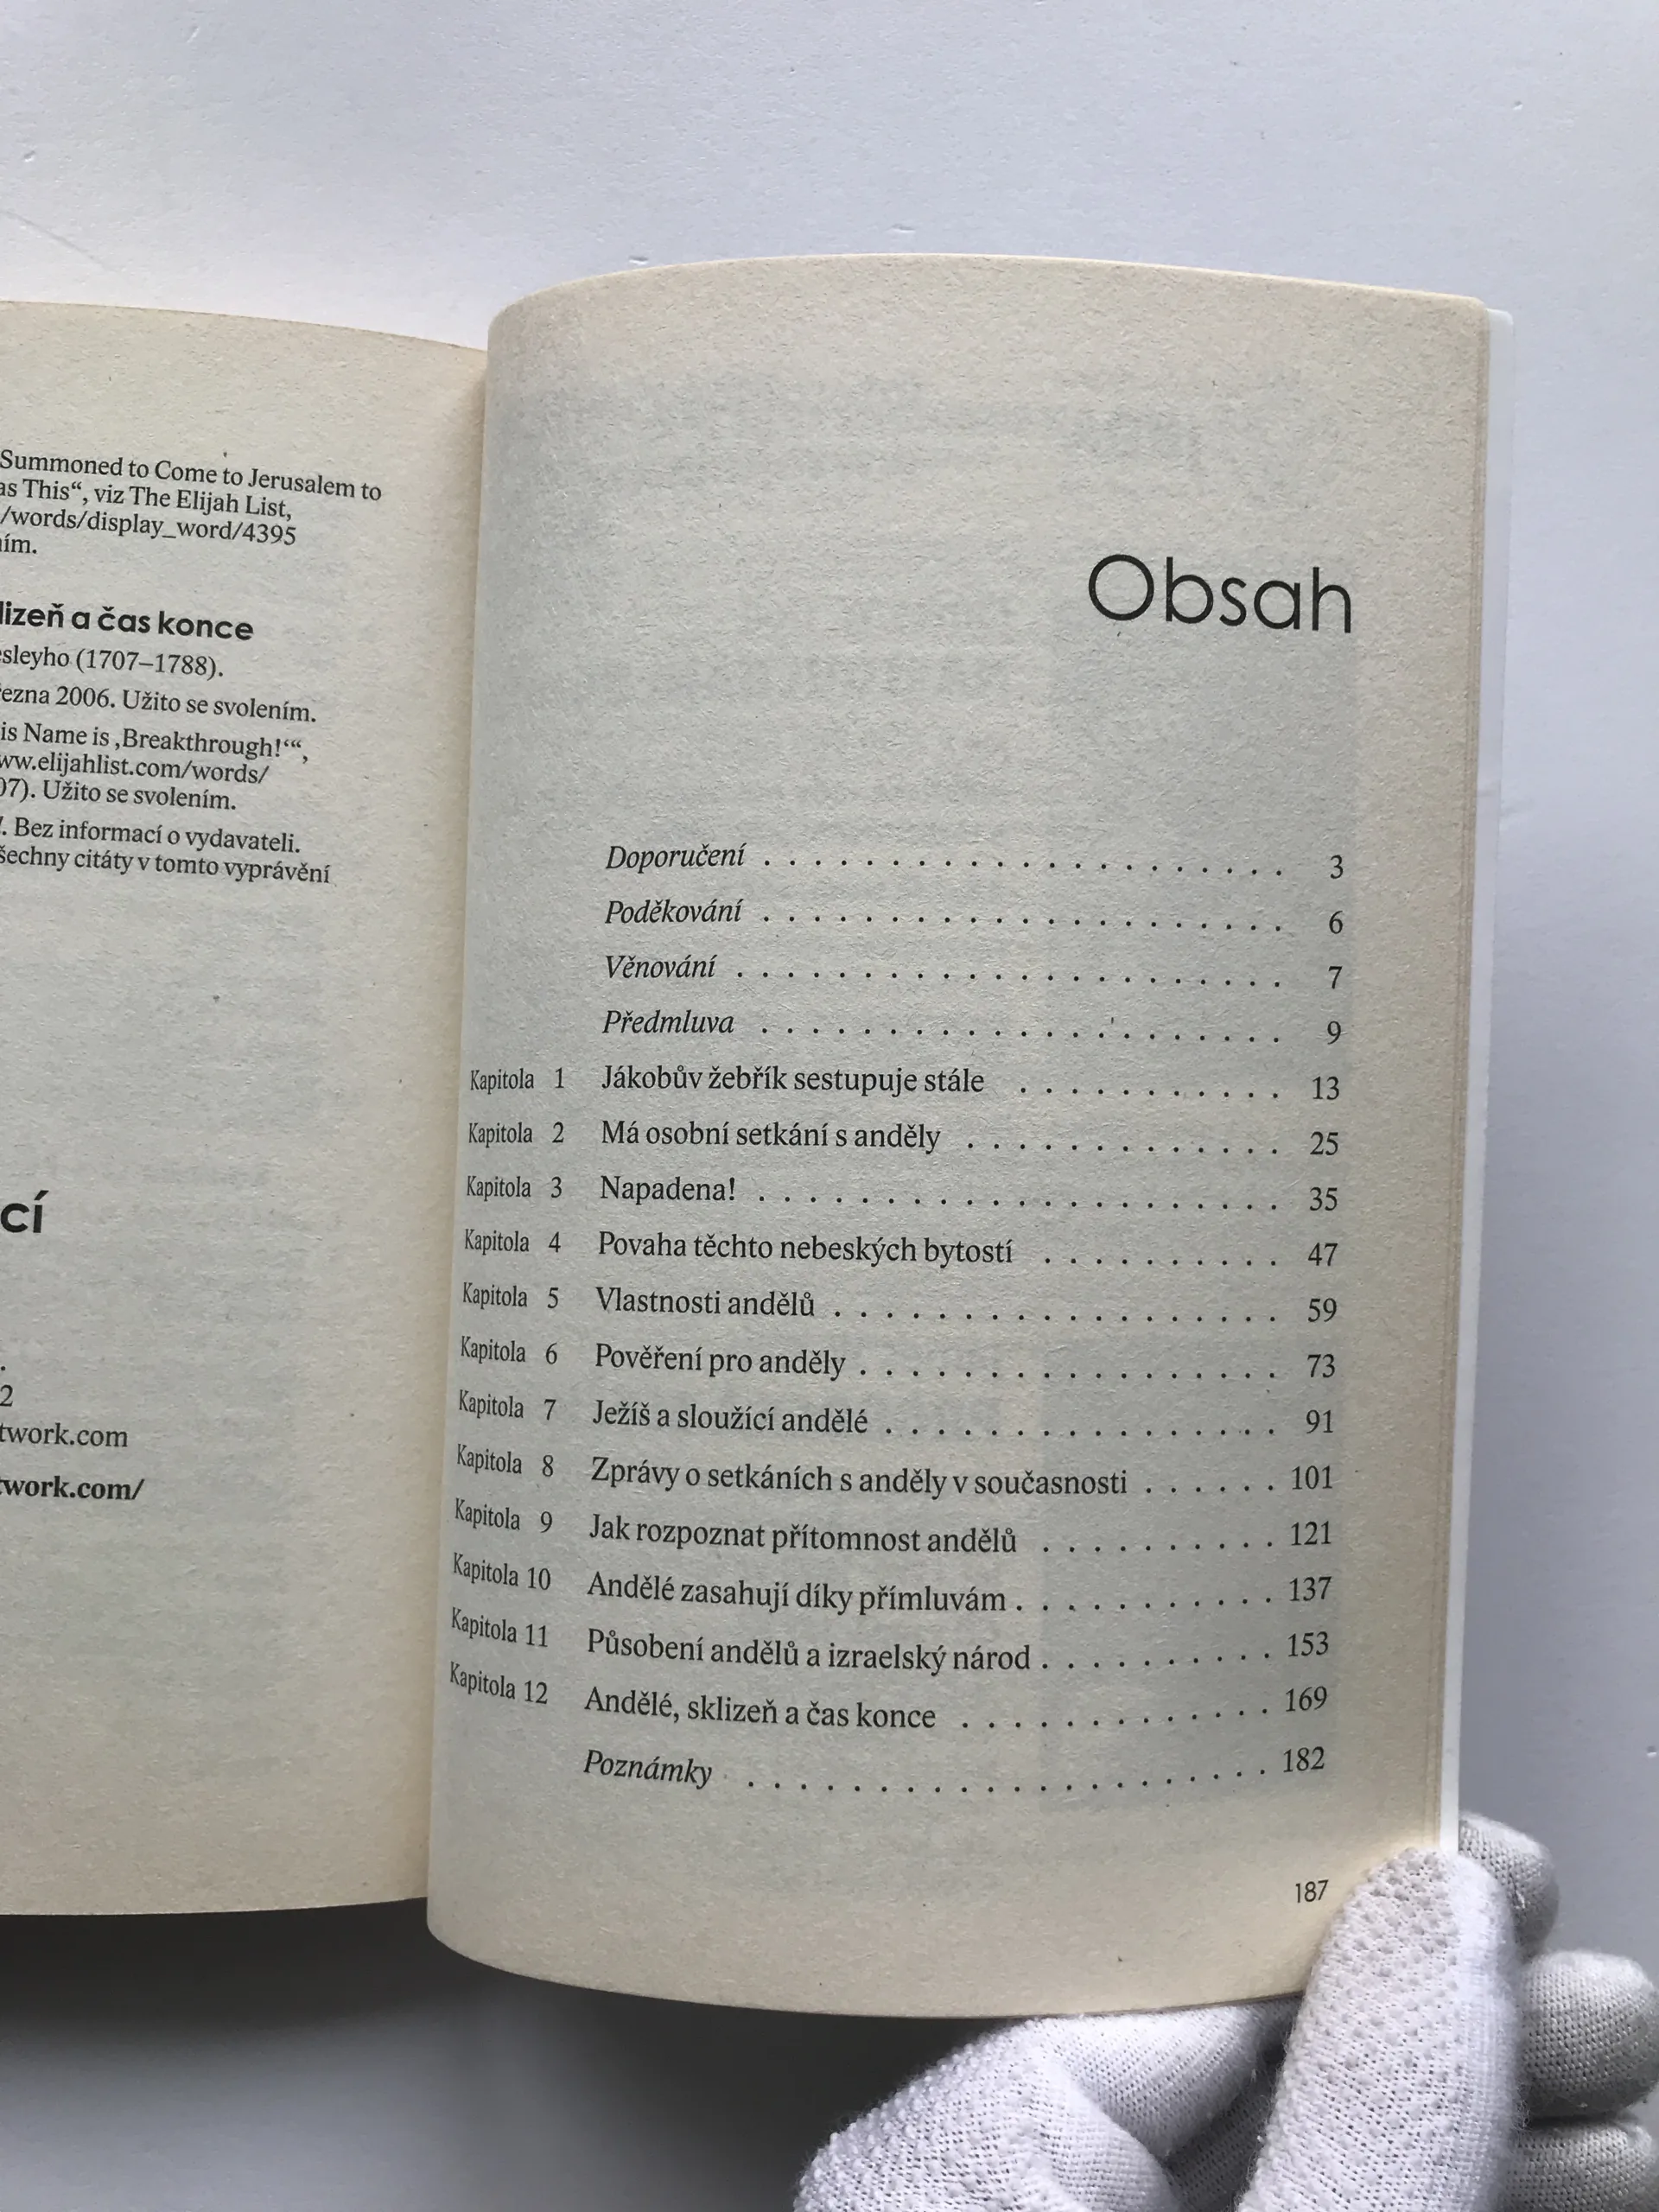 Summoned to Come to Jerusalem to
as This“, viz The Elijah List,
/words/display_word/4395
ním.
lizeň a čas konce
esleyho (1707–1788).
řezna 2006. Užito se svolením.
is Name is ‚Breakthrough!‘“,
ww.elijahlist.com/words/
07). Užito se svolením.
Bez informací o vydavateli.
šechny citáty v tomto vyprávění
cí
2
twork.com
twork.com/
Obsah
Doporučení . . . . . . . . . . . . . . . . . . . . . 3
Poděkování . . . . . . . . . . . . . . . . . . . . . 6
Věnování . . . . . . . . . . . . . . . . . . . . . . 7
Předmluva . . . . . . . . . . . . . . . . . . . . . 9
Kapitola 1 Jákobův žebřík sestupuje stále . . . . . . . . . . . 13
Kapitola 2 Má osobní setkání s anděly . . . . . . . . . . . . . 25
Kapitola 3 Napadena! . . . . . . . . . . . . . . . . . . . . . 35
Kapitola 4 Povaha těchto nebeských bytostí . . . . . . . . . . 47
Kapitola 5 Vlastnosti andělů . . . . . . . . . . . . . . . . . . 59
Kapitola 6 Pověření pro anděly . . . . . . . . . . . . . . . . . 73
Kapitola 7 Ježíš a sloužící andělé . . . . . . . . . . . . . . . . 91
Kapitola 8 Zprávy o setkáních s anděly v současnosti . . . . . . 101
Kapitola 9 Jak rozpoznat přítomnost andělů . . . . . . . . . . 121
Kapitola 10 Andělé zasahují díky přímluvám . . . . . . . . . . . 137
Kapitola 11 Působení andělů a izraelský národ . . . . . . . . . . 153
Kapitola 12 Andělé, sklizeň a čas konce . . . . . . . . . . . . . 169
Poznámky . . . . . . . . . . . . . . . . . . . . . 182
187